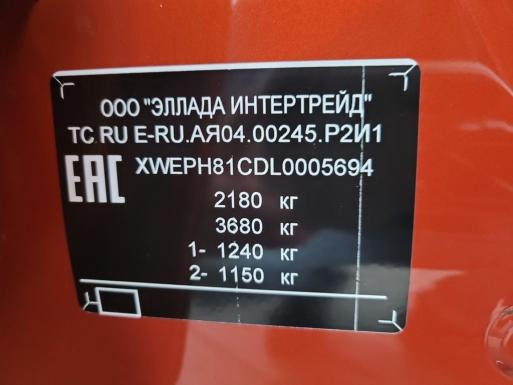 ООО "ЭЛЛАДА ИНТЕРТРЕЙД"
TC RU E-RU.АЯ04.00245.Р2И1
EAC
XWEPH81CDL0005694
2180 кг
3680 кг
1- 1240 кг
2- 1150 кг